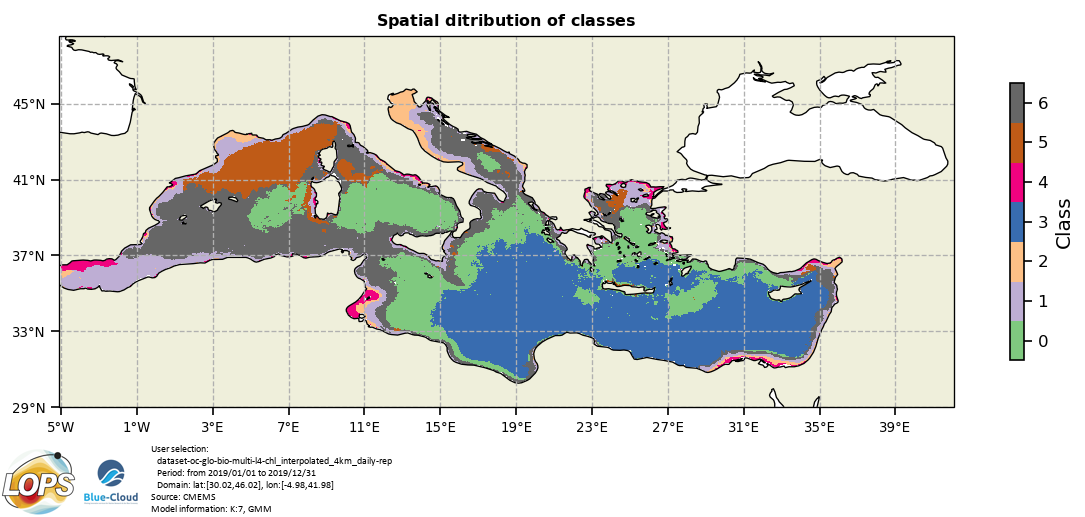 Spatial ditribution of classes
45°N
41°N
37°N
33°N
29°N
5°W 1°W 3°E 7°E 11°E 15°E 19°E 23°E 27°E 31°E 35°E 39°E
6
5
4
3
2
1
0
Class
LOPS
Blue-Cloud
User selection:
dataset-oc-glo-bio-multi-l4-chl_interpolated_4km_daily-rep
Period: from 2019/01/01 to 2019/12/31
Domain: lat:[30.02,46.02], lon:[-4.98,41.98]
Source: CMEMS
Model information: K:7, GMM